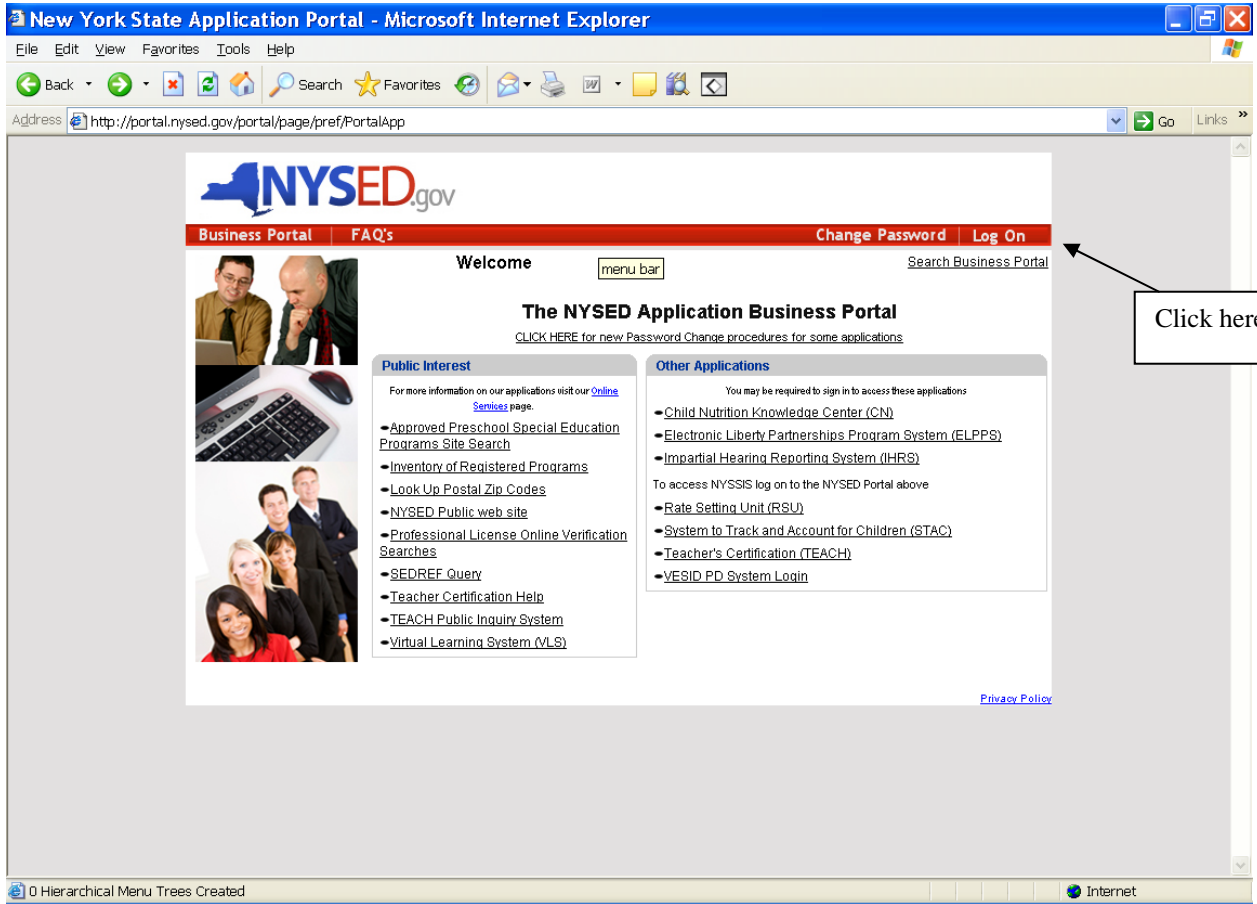 New York State Application Portal - Microsoft Internet Explorer
File Edit View Favorites Tools Help
Back Search Favorites
Address http://portal.nysed.gov/portal/page/pref/PortalApp Go Links »
NYSED.gov
Business Portal FAQ's Change Password Log On
Welcome menu bar Search Business Portal
Click here
The NYSED Application Business Portal
CLICK HERE for new Password Change procedures for some applications
Public Interest
For more information on our applications visit our Online
Services page.
Approved Preschool Special Education
Programs Site Search
Inventory of Registered Programs
Look Up Postal Zip Codes
NYSED Public web site
Professional License Online Verification
Searches
SEDREF Query
Teacher Certification Help
TEACH Public Inquiry System
Virtual Learning System (VLS)
Other Applications
You may be required to sign in to access these applications
Child Nutrition Knowledge Center (CN)
Electronic Liberty Partnerships Program System (ELPPS)
Impartial Hearing Reporting System (IHRS)
To access NYSSIS log on to the NYSED Portal above
Rate Setting Unit (RSU)
System to Track and Account for Children (STAC)
Teacher's Certification (TEACH)
VESID PD System Login
Privacy Policy
0 Hierarchical Menu Trees Created Internet